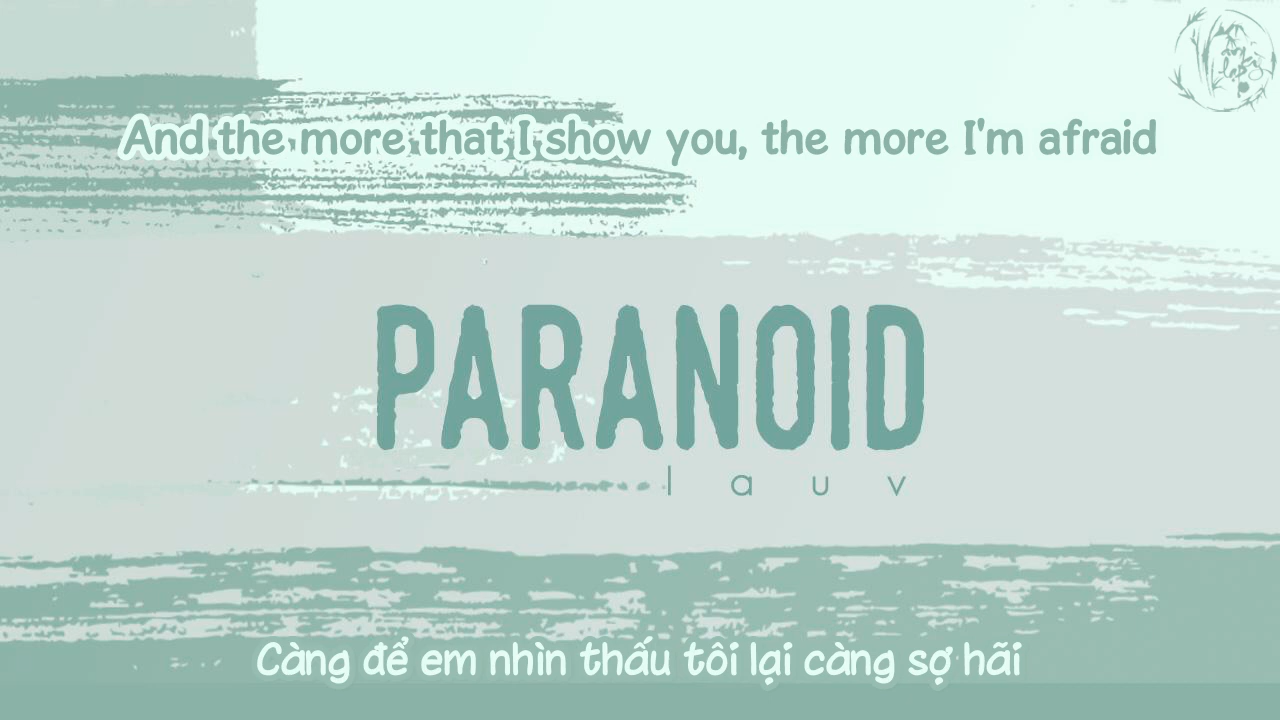 And the more that I show you, the more I'm afraid
PARANOID
lauv
Càng để em nhìn thấu tôi lại càng sợ hãi